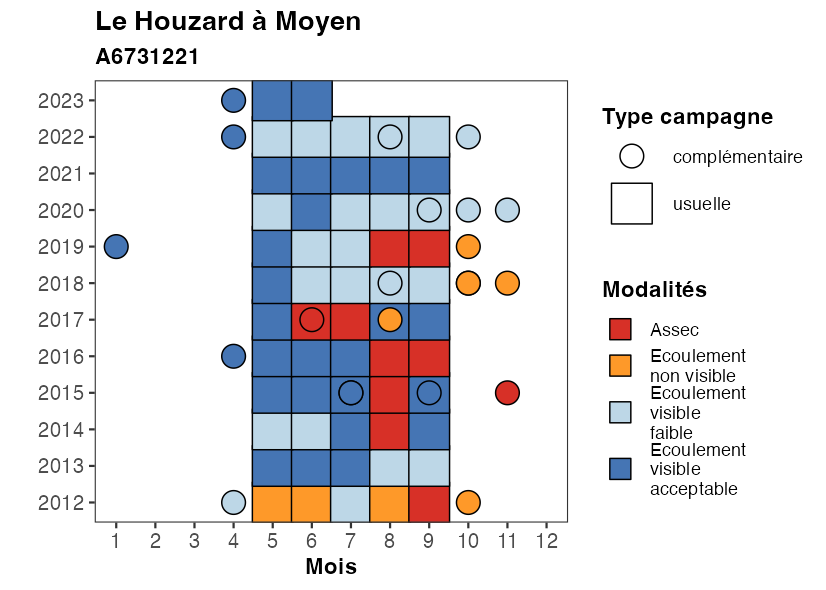 Le Houzard à Moyen
A6731221
2023
2022
2021
2020
2019
2018
2017
2016
2015
2014
2013
2012
1 2 3 4 5 6 7 8 9 10 11 12
Mois
Type campagne
complémentaire
usuelle
Modalités
Assec
Ecoulement
non visible
Ecoulement
visible
faible
Ecoulement
visible
acceptable